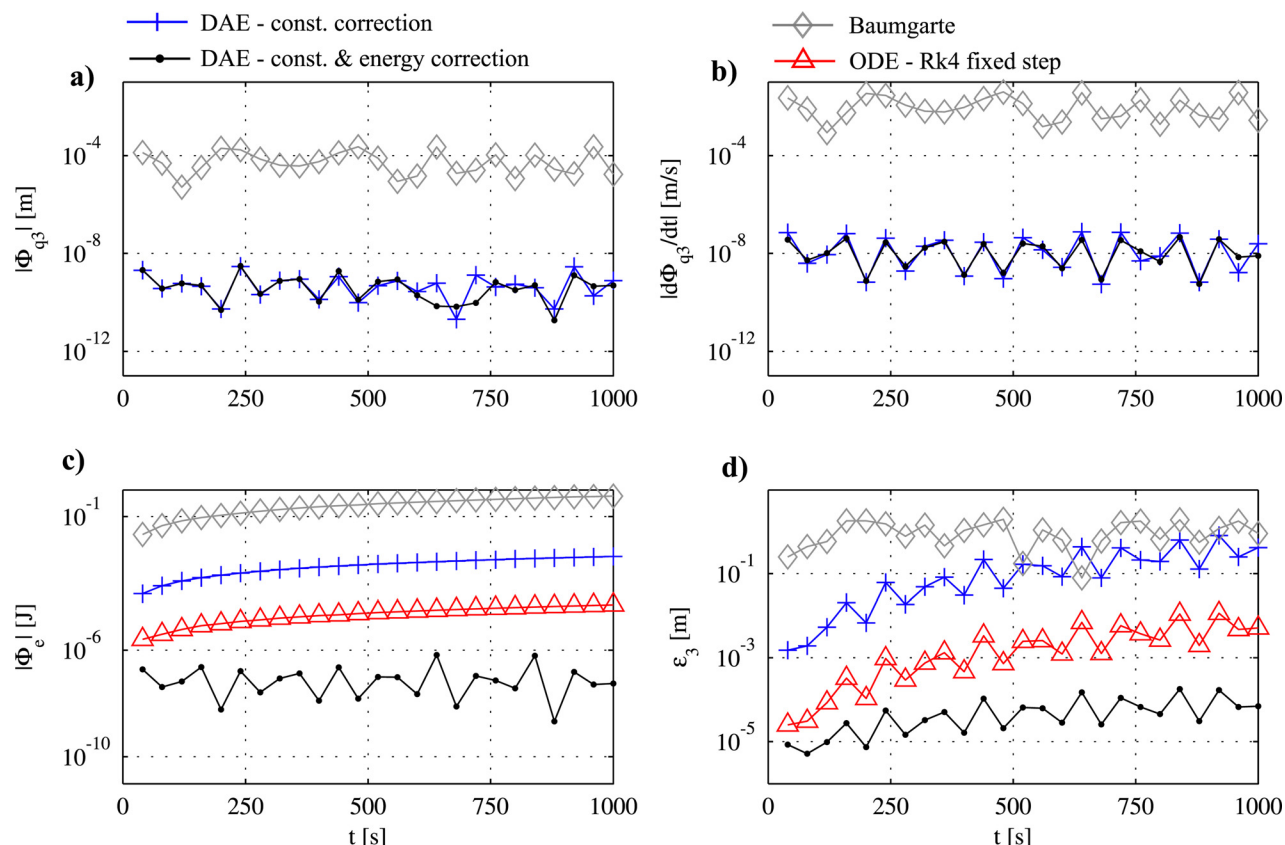 DAE - const. correction
DAE - const. & energy correction
Baumgarte
ODE - Rk4 fixed step
a)
|Φq3| [m]
10-4
10-8
10-12
0 250 500 750 1000
b)
|dΦq3/dt| [m/s]
10-4
10-8
10-12
0 250 500 750 1000
c)
|Φe| [J]
10-1
10-6
10-10
0 250 500 750 1000
t [s]
d)
ε3 [m]
10-1
10-3
10-5
0 250 500 750 1000
t [s]